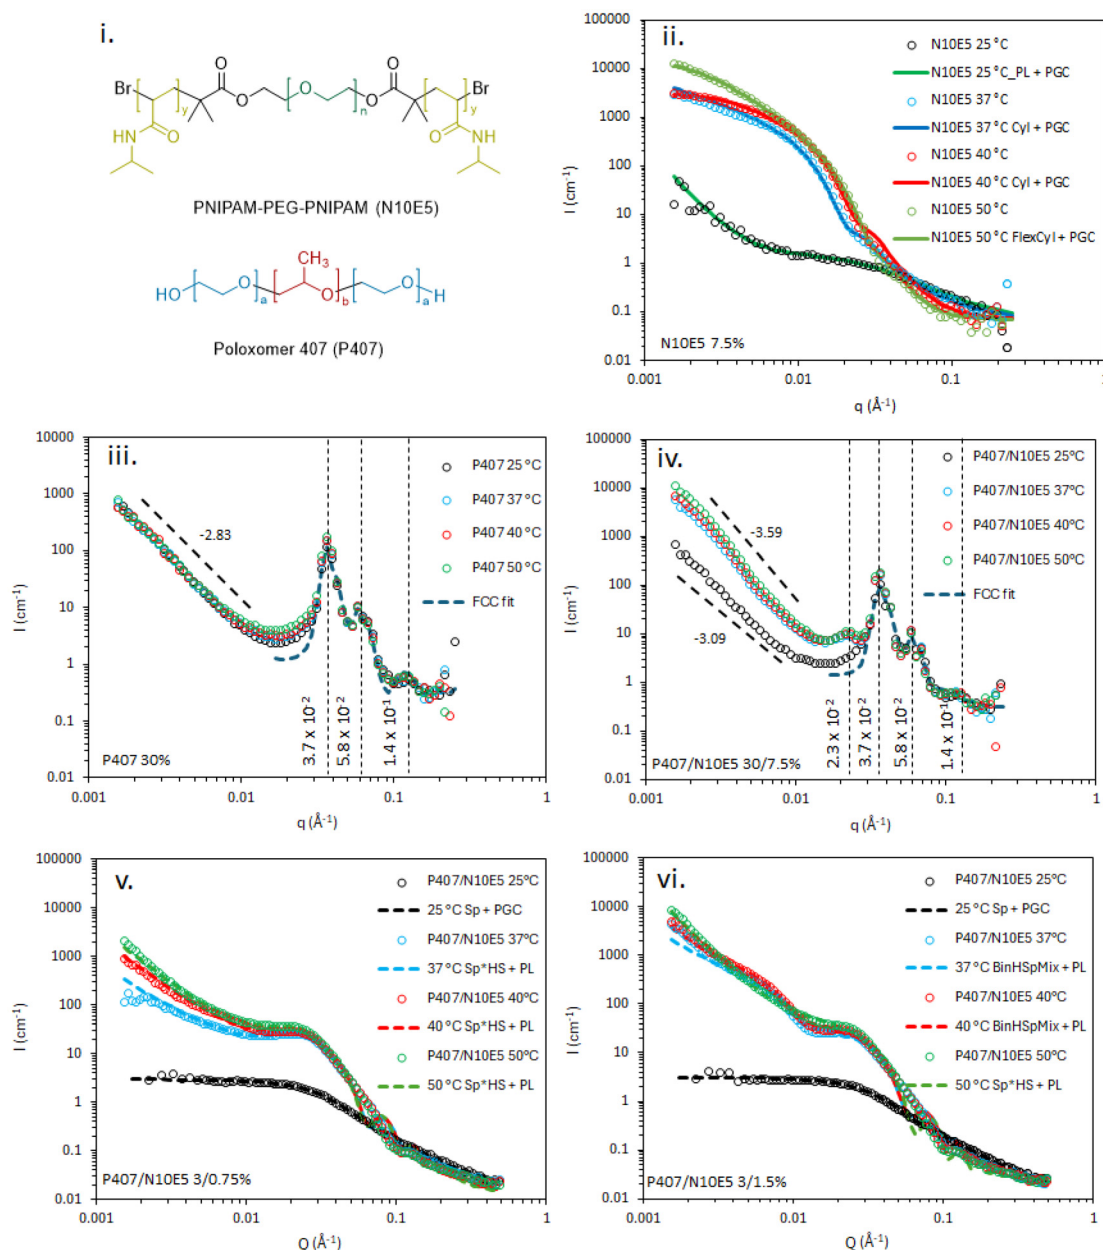 i.
Br
O
O
O
n
O
O
Br
y
y
HN
O
O
NH
PNIPAM-PEG-PNIPAM (N10E5)
CH3
HO
O
a
O
b
O
a
H
Poloxomer 407 (P407)
ii.
I (cm-1)
100000
10000
1000
100
10
1
0.1
0.01
N10E5 25 °C
N10E5 25 °C_PL + PGC
N10E5 37 °C
N10E5 37 °C Cyl + PGC
N10E5 40 °C
N10E5 40 °C Cyl + PGC
N10E5 50 °C
N10E5 50 °C FlexCyl + PGC
N10E5 7.5%
0.001
0.01
0.1
1
q (Å-1)
iii.
I (cm-1)
10000
1000
100
10
1
0.1
0.01
-2.83
P407 25 °C
P407 37 °C
P407 40 °C
P407 50 °C
FCC fit
3.7 x 10-2
5.8 x 10-2
1.4 x 10-1
P407 30%
0.001
0.01
0.1
1
q (Å-1)
iv.
I (cm-1)
100000
10000
1000
100
10
1
0.1
0.01
-3.59
-3.09
P407/N10E5 25ºC
P407/N10E5 37ºC
P407/N10E5 40ºC
P407/N10E5 50ºC
FCC fit
2.3 x 10-2
3.7 x 10-2
5.8 x 10-2
1.4 x 10-1
P407/N10E5 30/7.5%
0.001
0.01
0.1
1
q (Å-1)
v.
I (cm-1)
100000
10000
1000
100
10
1
0.1
0.01
P407/N10E5 25ºC
25 °C Sp + PGC
P407/N10E5 37ºC
37 °C Sp*HS + PL
P407/N10E5 40ºC
40 °C Sp*HS + PL
P407/N10E5 50ºC
50 °C Sp*HS + PL
P407/N10E5 3/0.75%
0.001
0.01
0.1
1
Q (Å-1)
vi.
I (cm-1)
100000
10000
1000
100
10
1
0.1
0.01
P407/N10E5 25ºC
25 °C Sp + PGC
P407/N10E5 37ºC
37 °C BinHSpMix + PL
P407/N10E5 40ºC
40 °C BinHSpMix + PL
P407/N10E5 50ºC
50 °C Sp*HS + PL
P407/N10E5 3/1.5%
0.001
0.01
0.1
1
Q (Å-1)